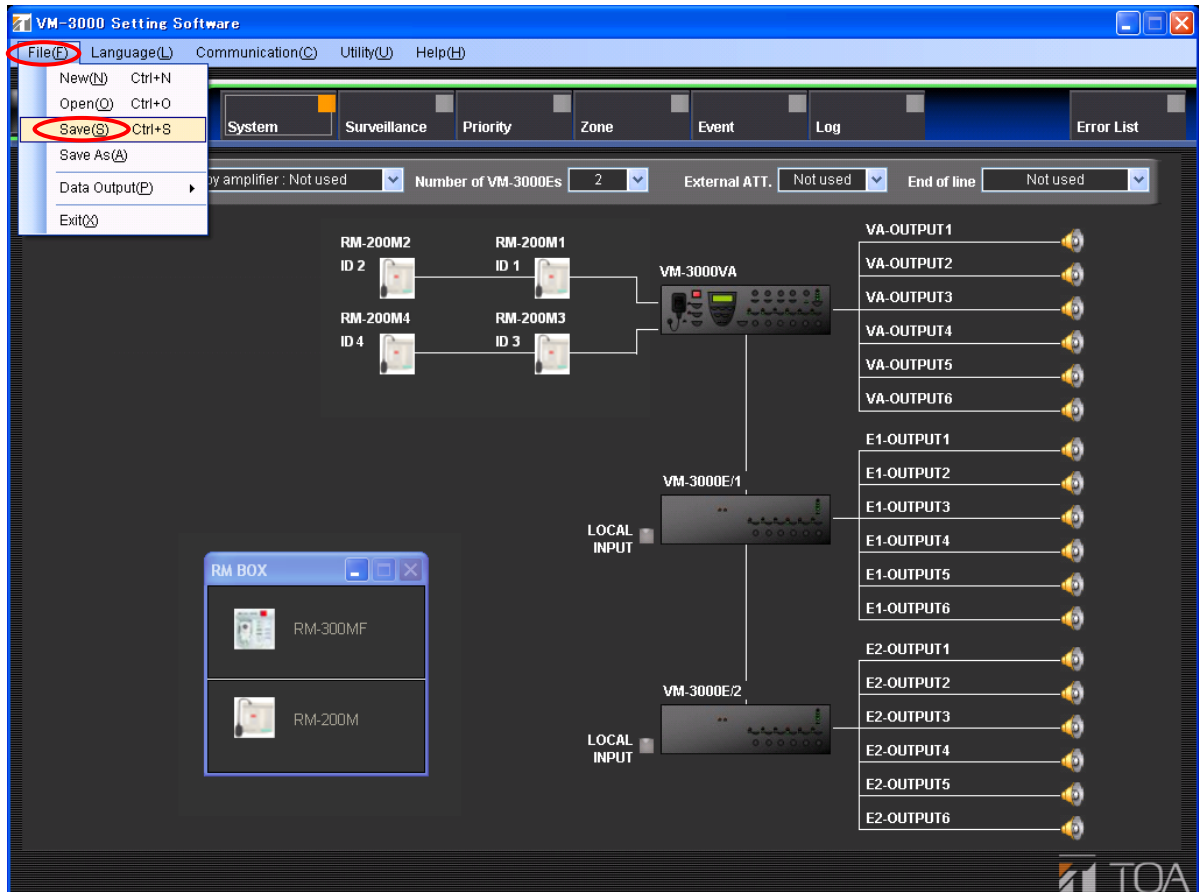 VM-3000 Setting Software
File(F) Language(L) Communication(C) Utility(U) Help(H)
New(N) Ctrl+N
Open(O) Ctrl+O
Save(S) Ctrl+S
Save As(A)
Data Output(P)
Exit(X)
System Surveillance Priority Zone Event Log Error List
by amplifier : Not used Number of VM-3000Es 2 External ATT. Not used End of line Not used
RM-200M2
ID 2
RM-200M1
ID 1
RM-200M4
ID 4
RM-200M3
ID 3
VM-3000VA
VA-OUTPUT1
VA-OUTPUT2
VA-OUTPUT3
VA-OUTPUT4
VA-OUTPUT5
VA-OUTPUT6
VM-3000E/1
LOCAL
INPUT
E1-OUTPUT1
E1-OUTPUT2
E1-OUTPUT3
E1-OUTPUT4
E1-OUTPUT5
E1-OUTPUT6
RM BOX
RM-300MF
RM-200M
VM-3000E/2
LOCAL
INPUT
E2-OUTPUT1
E2-OUTPUT2
E2-OUTPUT3
E2-OUTPUT4
E2-OUTPUT5
E2-OUTPUT6
TOA